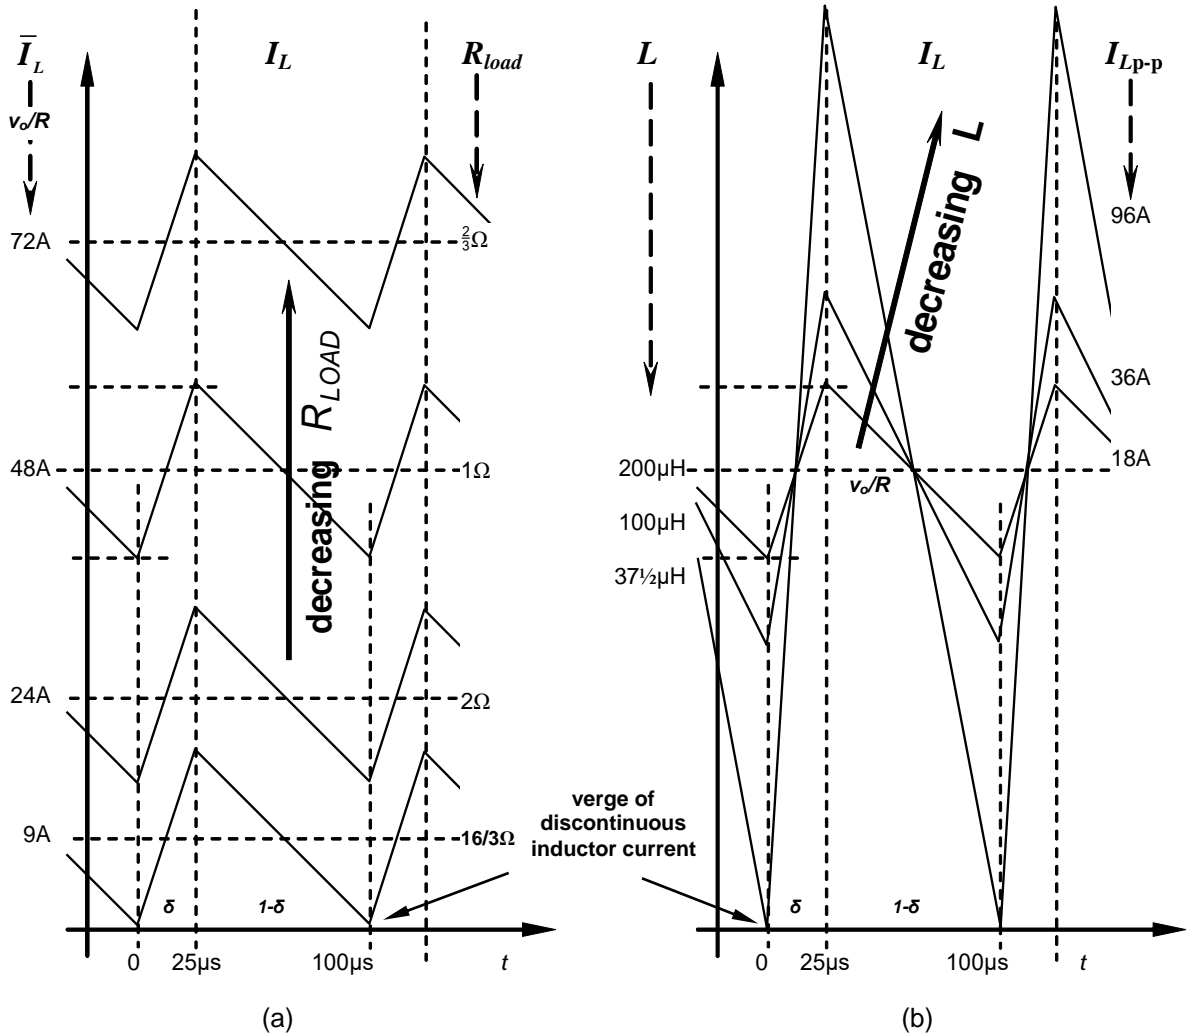 I̅_L
v_o/R
I_L
R_load
72A
⅔Ω
decreasing R_LOAD
48A
1Ω
24A
2Ω
9A
16/3Ω
δ
1-δ
0
25µs
100µs
t
(a)
verge of
discontinuous
inductor current
L
I_L
I_Lp-p
decreasing L
96A
36A
18A
200µH
v_o/R
100µH
37½µH
δ
1-δ
0
25µs
100µs
t
(b)